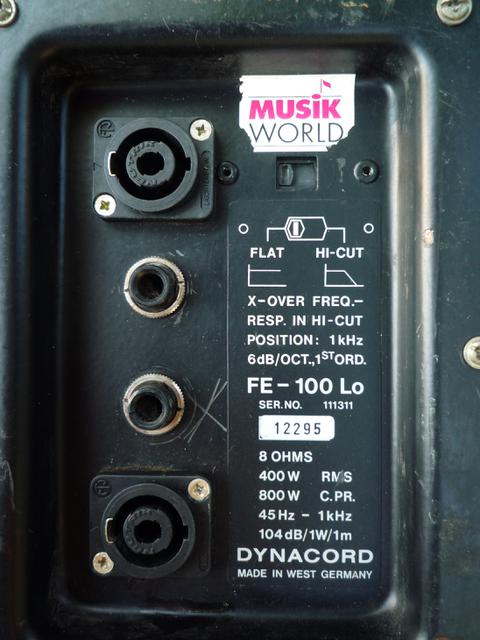 MUSiK
WORLD
FLAT HI-CUT
X-OVER FREQ.-
RESP. IN HI-CUT
POSITION: 1kHz
6dB/OCT.,1ST ORD.
FE-100 Lo
SER.NO. 111311
12295
8 OHMS
400W RMS
800W C.PR.
45Hz - 1kHz
104dB/1W/1m
DYNACORD
MADE IN WEST GERMANY